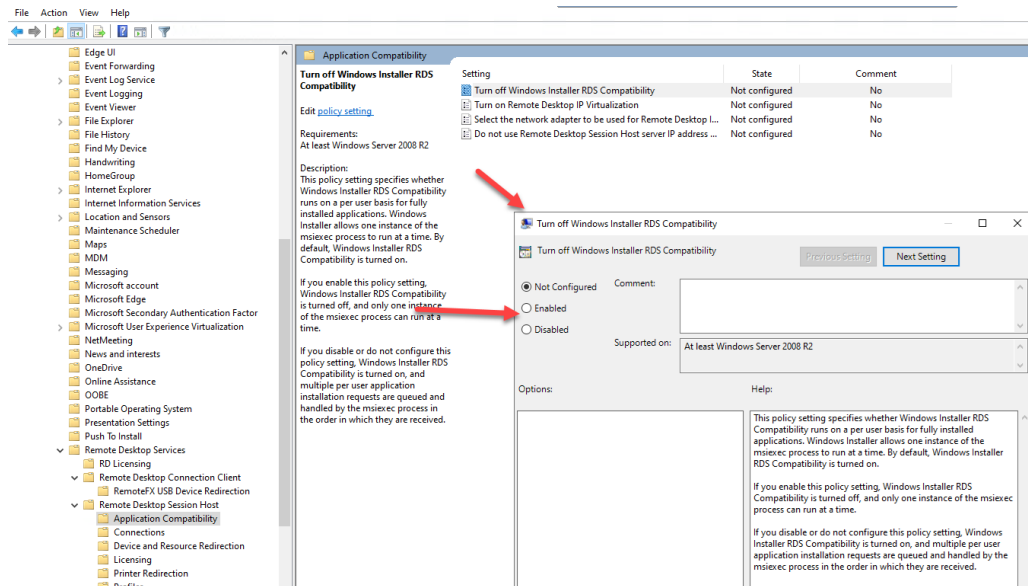 File Action View Help
Edge UI
Event Forwarding
Event Log Service
Event Logging
Event Viewer
File Explorer
File History
Find My Device
Handwriting
HomeGroup
Internet Explorer
Internet Information Services
Location and Sensors
Maintenance Scheduler
Maps
MDM
Messaging
Microsoft account
Microsoft Edge
Microsoft Secondary Authentication Factor
Microsoft User Experience Virtualization
NetMeeting
News and interests
OneDrive
Online Assistance
OOBE
Portable Operating System
Presentation Settings
Push To Install
Remote Desktop Services
RD Licensing
Remote Desktop Connection Client
RemoteFX USB Device Redirection
Remote Desktop Session Host
Application Compatibility
Connections
Device and Resource Redirection
Licensing
Printer Redirection
Profiles
Application Compatibility
Turn off Windows Installer RDS
Compatibility
Edit policy setting
Requirements:
At least Windows Server 2008 R2
Description:
This policy setting specifies whether
Windows Installer RDS Compatibility
runs on a per user basis for fully
installed applications. Windows
Installer allows one instance of the
msiexec process to run at a time. By
default, Windows Installer RDS
Compatibility is turned on.
If you enable this policy setting,
Windows Installer RDS Compatibility
is turned off, and only one instance
of the msiexec process can run at a
time.
If you disable or do not configure this
policy setting, Windows Installer RDS
Compatibility is turned on, and
multiple per user application
installation requests are queued and
handled by the msiexec process in
the order in which they are received.
Setting State Comment
Turn off Windows Installer RDS Compatibility Not configured No
Turn on Remote Desktop IP Virtualization Not configured No
Select the network adapter to be used for Remote Desktop I... Not configured No
Do not use Remote Desktop Session Host server IP address ... Not configured No
Turn off Windows Installer RDS Compatibility
Turn off Windows Installer RDS Compatibility
Previous Setting Next Setting
Not Configured Comment:
Enabled
Disabled
Supported on: At least Windows Server 2008 R2
Options: Help:
This policy setting specifies whether Windows Installer RDS
Compatibility runs on a per user basis for fully installed
applications. Windows Installer allows one instance of the
msiexec process to run at a time. By default, Windows Installer
RDS Compatibility is turned on.
If you enable this policy setting, Windows Installer RDS
Compatibility is turned off, and only one instance of the msiexec
process can run at a time.
If you disable or do not configure this policy setting, Windows
Installer RDS Compatibility is turned on, and multiple per user
application installation requests are queued and handled by the
msiexec process in the order in which they are received.